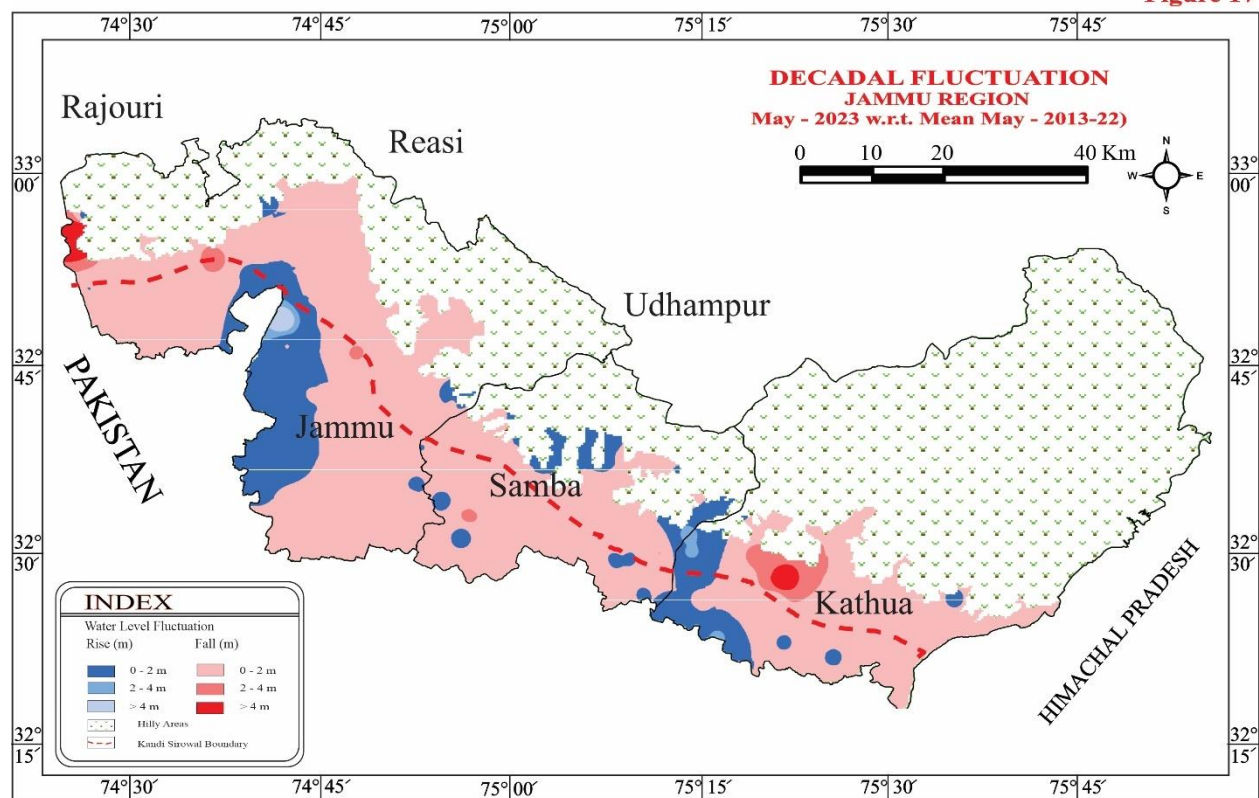 Figure 17
74° 30′ 74° 45′ 75° 00′ 75° 15′ 75° 30′ 75° 45′
DECADAL FLUCTUATION
JAMMU REGION
May - 2023 w.r.t. Mean May - 2013-22)
0 10 20 40 Km
N
W E
S
Rajouri
Reasi
33° 00′ 33° 00′
Udhampur
32° 45′ 32° 45′
PAKISTAN
Jammu
Samba
32° 30′ 32° 30′
Kathua
HIMACHAL PRADESH
INDEX
Water Level Fluctuation
Rise (m) Fall (m)
0 - 2 m 0 - 2 m
2 - 4 m 2 - 4 m
> 4 m > 4 m
Hilly Areas
Kandi Sirowal Boundary
32° 15′ 32° 15′
74° 30′ 74° 45′ 75° 00′ 75° 15′ 75° 30′ 75° 45′